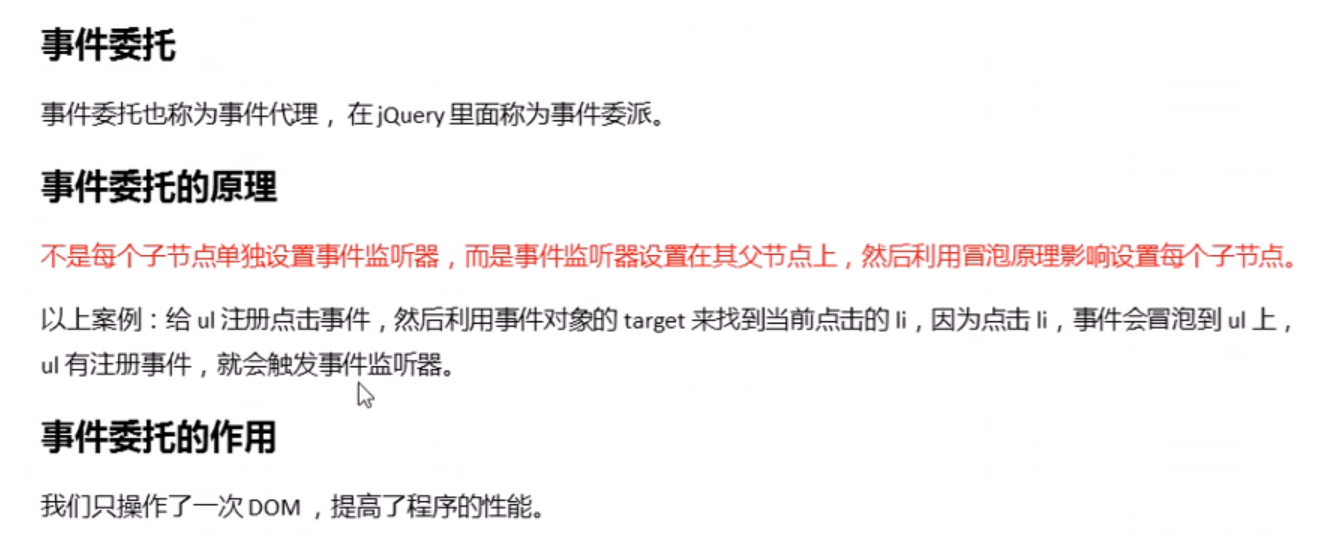 事件委托
事件委托也称为事件代理， 在 jQuery 里面称为事件委派。
事件委托的原理
不是每个子节点单独设置事件监听器，而是事件监听器设置在其父节点上，然后利用冒泡原理影响设置每个子节点。
以上案例：给 ul 注册点击事件，然后利用事件对象的 target 来找到当前点击的 li，因为点击 li，事件会冒泡到 ul 上，
ul 有注册事件，就会触发事件监听器。
事件委托的作用
我们只操作了一次 DOM ，提高了程序的性能。